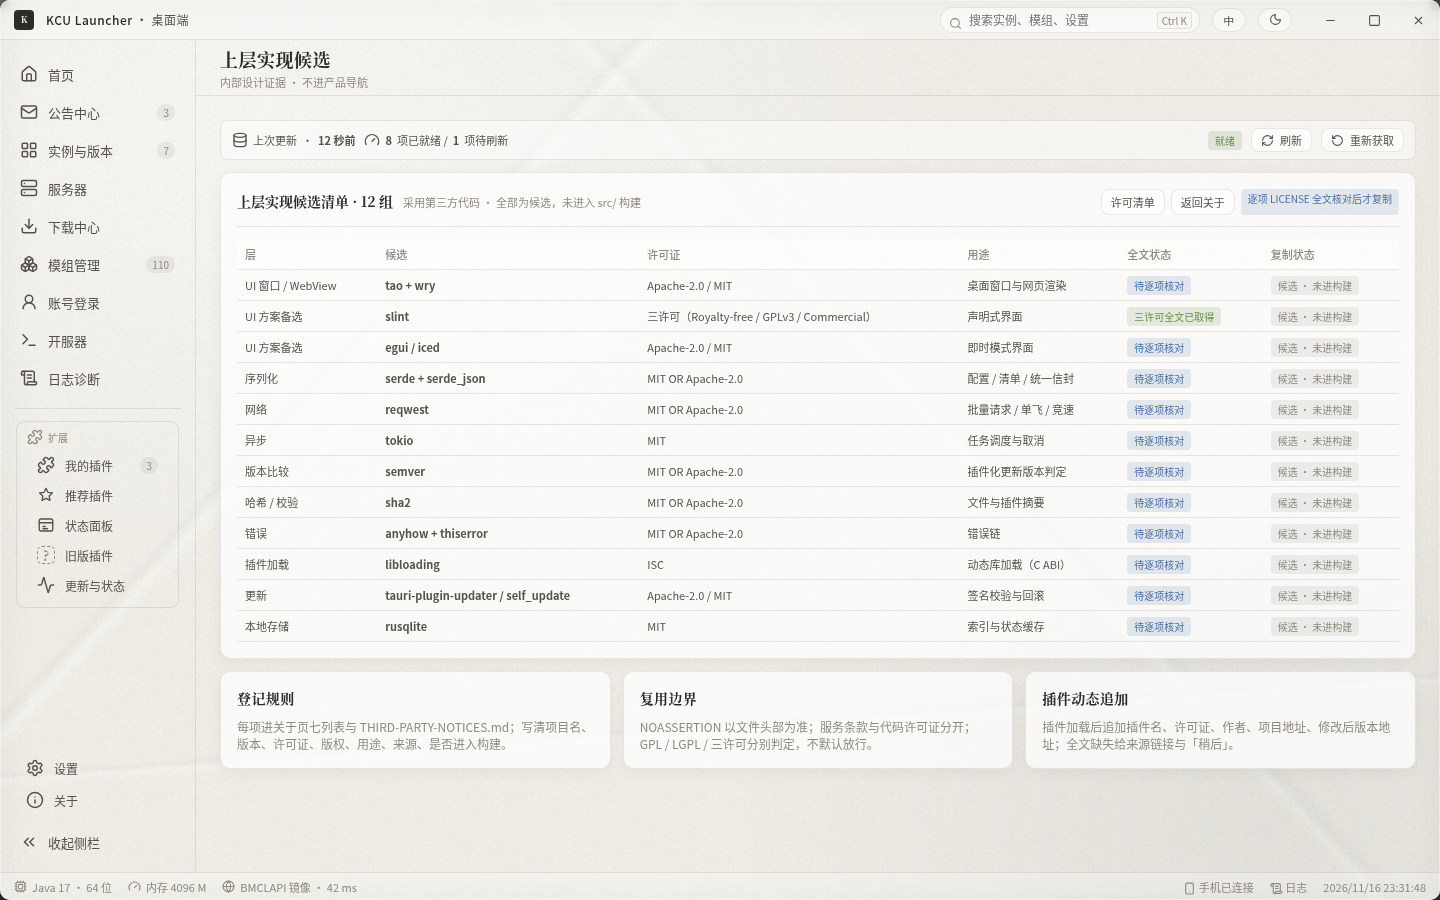 K KCU Launcher · 桌面端
搜索实例、模组、设置 Ctrl K
中
首页
公告中心 3
实例与版本 7
服务器
下载中心
模组管理 110
账号登录
开服器
日志诊断
扩展
我的插件 3
推荐插件
状态面板
旧版插件
更新与状态
设置
关于
收起侧栏
上层实现候选
内部设计证据 · 不进产品导航
上次更新 · 12 秒前 8 项已就绪 / 1 项待刷新
就绪 刷新 重新获取
上层实现候选清单 · 12 组 采用第三方代码 · 全部为候选，未进入 src/ 构建
许可清单 返回关于 逐项 LICENSE 全文核对后才复制
层 候选 许可证 用途 全文状态 复制状态
UI 窗口 / WebView tao + wry Apache-2.0 / MIT 桌面窗口与网页渲染 待逐项核对 候选 · 未进构建
UI 方案备选 slint 三许可（Royalty-free / GPLv3 / Commercial） 声明式界面 三许可全文已取得 候选 · 未进构建
UI 方案备选 egui / iced Apache-2.0 / MIT 即时模式界面 待逐项核对 候选 · 未进构建
序列化 serde + serde_json MIT OR Apache-2.0 配置 / 清单 / 统一信封 待逐项核对 候选 · 未进构建
网络 reqwest MIT OR Apache-2.0 批量请求 / 单飞 / 竞速 待逐项核对 候选 · 未进构建
异步 tokio MIT 任务调度与取消 待逐项核对 候选 · 未进构建
版本比较 semver MIT OR Apache-2.0 插件化更新版本判定 待逐项核对 候选 · 未进构建
哈希 / 校验 sha2 MIT OR Apache-2.0 文件与插件摘要 待逐项核对 候选 · 未进构建
错误 anyhow + thiserror MIT OR Apache-2.0 错误链 待逐项核对 候选 · 未进构建
插件加载 libloading ISC 动态库加载（C ABI） 待逐项核对 候选 · 未进构建
更新 tauri-plugin-updater / self_update Apache-2.0 / MIT 签名校验与回滚 待逐项核对 候选 · 未进构建
本地存储 rusqlite MIT 索引与状态缓存 待逐项核对 候选 · 未进构建
登记规则
每项进关于页七列表与 THIRD-PARTY-NOTICES.md；写清项目名、
版本、许可证、版权、用途、来源、是否进入构建。
复用边界
NOASSERTION 以文件头部为准；服务条款与代码许可证分开；
GPL / LGPL / 三许可分别判定，不默认放行。
插件动态追加
插件加载后追加插件名、许可证、作者、项目地址、修改后版本地
址；全文缺失给来源链接与「稍后」。
Java 17 · 64 位 内存 4096 M BMCLAPI 镜像 · 42 ms
手机已连接 日志 2026/11/16 23:31:48